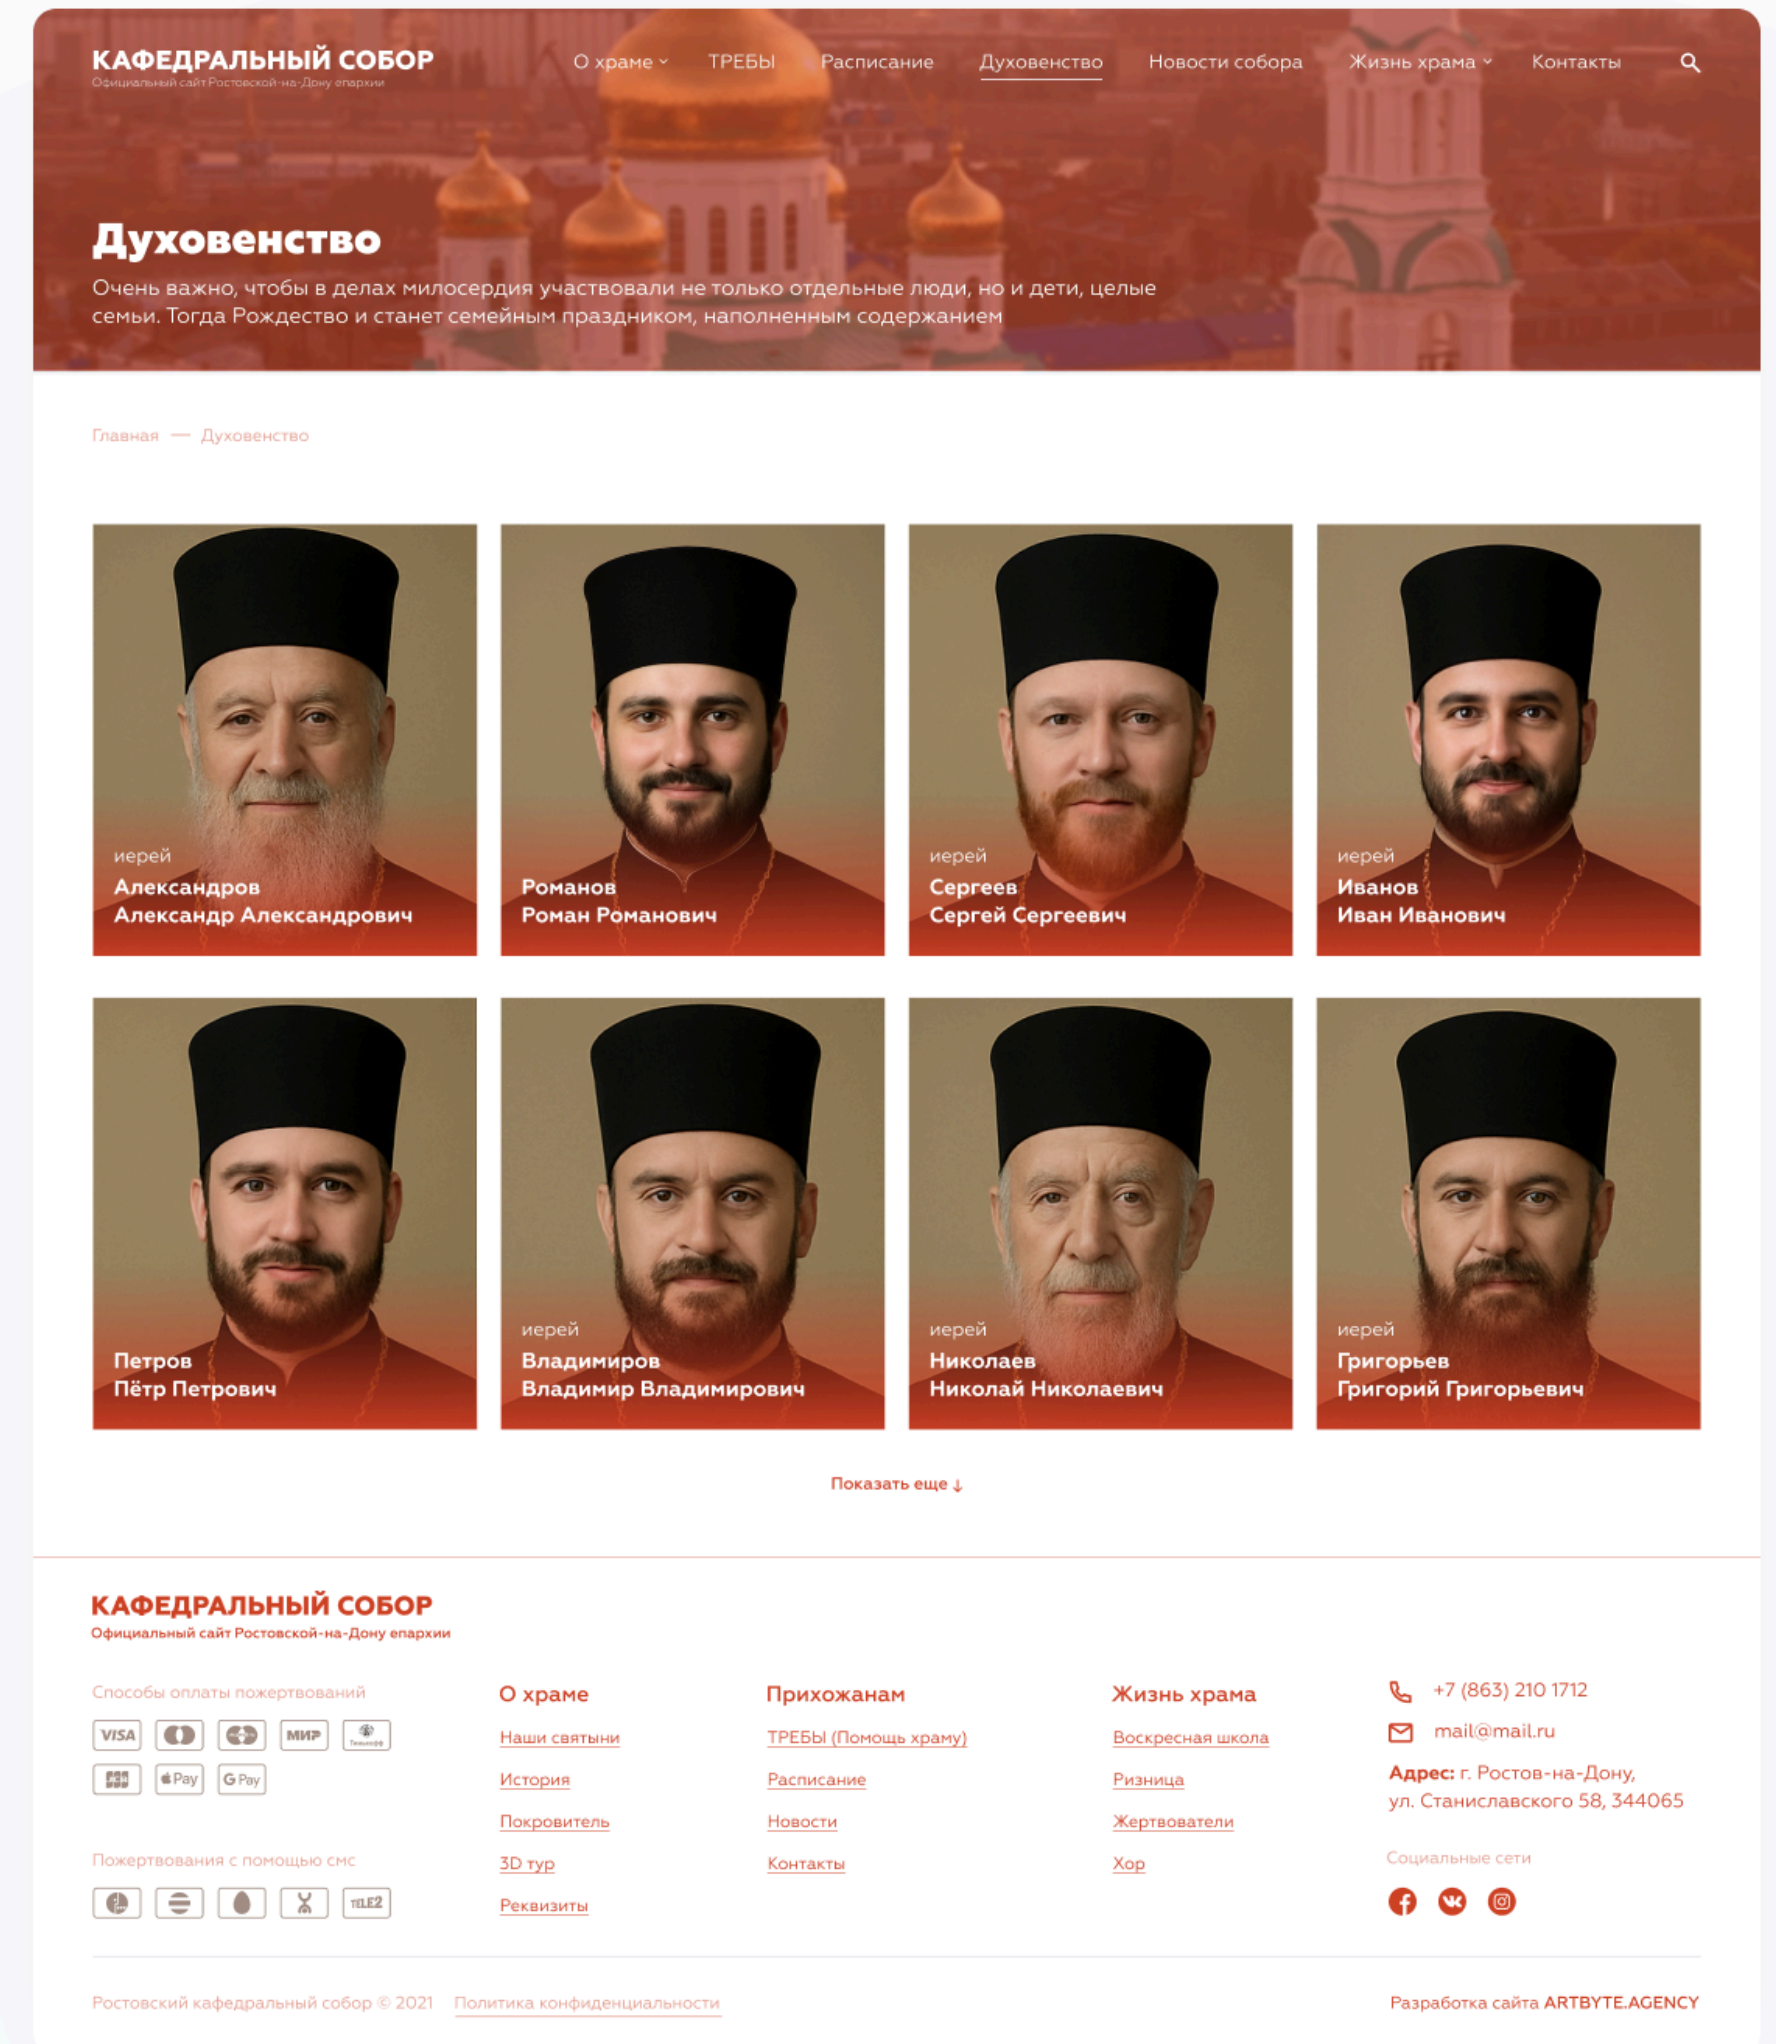 КАФЕДРАЛЬНЫЙ СОБОР
Официальный сайт Ростовской-на-Дону епархии
О храме
ТРЕБЫ
Расписание
Духовенство
Новости собора
Жизнь храма
Контакты
Духовенство
Очень важно, чтобы в делах милосердия участвовали не только отдельные люди, но и дети, целые
семьи. Тогда Рождество и станет семейным праздником, наполненным содержанием
Главная — Духовенство
иерей
Александров
Александр Александрович
иерей
Романов
Роман Романович
иерей
Сергеев
Сергей Сергеевич
иерей
Иванов
Иван Иванович
Петров
Пётр Петрович
иерей
Владимиров
Владимир Владимирович
иерей
Николаев
Николай Николаевич
иерей
Григорьев
Григорий Григорьевич
Показать еще ↓
КАФЕДРАЛЬНЫЙ СОБОР
Официальный сайт Ростовской-на-Дону епархии
Способы оплаты пожертвований
VISA
МИР
Тинькофф
JCB
Pay
G Pay
Пожертвования с помощью смс
TELE2
О храме
Наши святыни
История
Покровитель
3D тур
Реквизиты
Прихожанам
ТРЕБЫ (Помощь храму)
Расписание
Новости
Контакты
Жизнь храма
Воскресная школа
Ризница
Жертвователи
Хор
+7 (863) 210 1712
mail@mail.ru
Адрес: г. Ростов-на-Дону,
ул. Станиславского 58, 344065
Социальные сети
Ростовский кафедральный собор © 2021
Политика конфиденциальности
Разработка сайта ARTBYTE.AGENCY